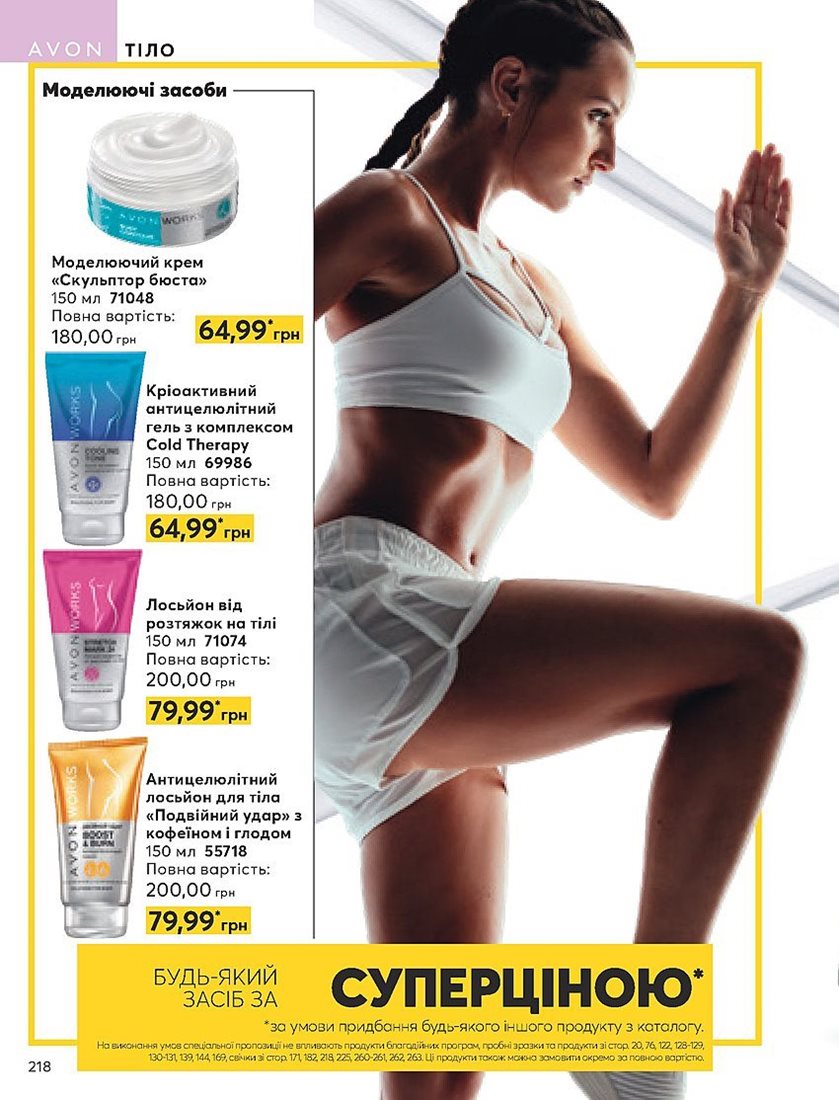 AVON ТІЛО
Моделюючі засоби
AVON WORKS
Моделюючий крем
«Скульптор бюста»
150 мл 71048
Повна вартість:
180,00 грн
64,99* грн
AVON WORKS
COOLING
TONE
Кріоактивний
антицелюлітний
гель з комплексом
Cold Therapy
150 мл 69986
Повна вартість:
180,00 грн
64,99* грн
AVON WORKS
STRETCH
MARK 24
Лосьйон від
розтяжок на тілі
150 мл 71074
Повна вартість:
200,00 грн
79,99* грн
AVON WORKS
BOOST
& BURN
Антицелюлітний
лосьйон для тіла
«Подвійний удар» з
кофеїном і глодом
150 мл 55718
Повна вартість:
200,00 грн
79,99* грн
БУДЬ-ЯКИЙ
ЗАСІБ ЗА
СУПЕРЦІНОЮ*
*за умови придбання будь-якого іншого продукту з каталогу.
На виконання умов спеціальної пропозиції не впливають продукти благодійних програм, пробні зразки та продукти зі стор. 20, 76, 122, 128-129,
130-131, 139, 144, 169, свічки зі стор. 171, 182, 218, 225, 260-261, 262, 263. Ці продукти також можна замовити окремо за повною вартістю.
218